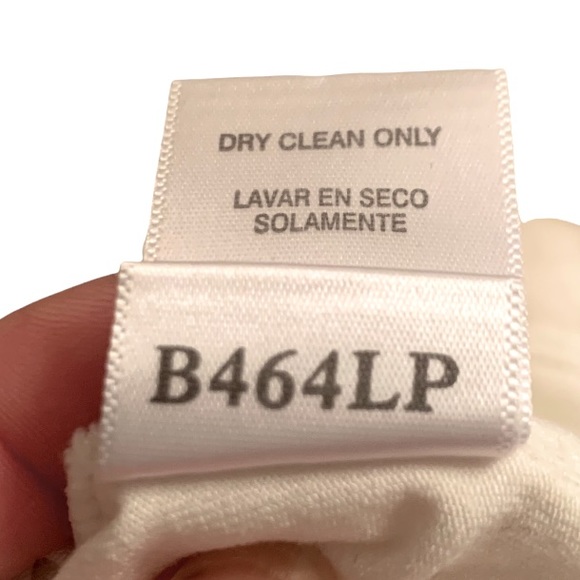 DRY CLEAN ONLY
LAVAR EN SECO
SOLAMENTE
B464LP